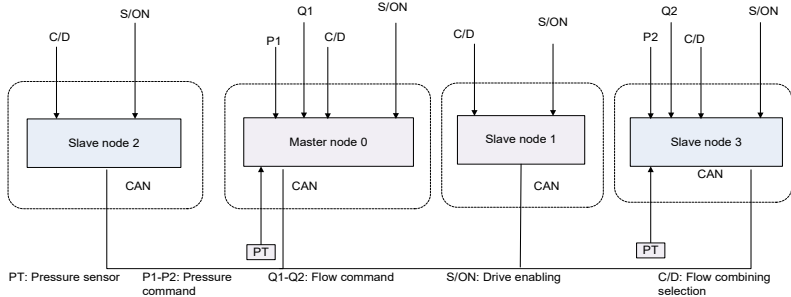 Q1
Q2
S/ON
S/ON
S/ON
S/ON
C/D
P1
C/D
C/D
P2
C/D
Slave node 2
Master node 0
Slave node 1
Slave node 3
CAN
CAN
CAN
CAN
PT
PT
PT: Pressure sensor
P1-P2: Pressure
command
Q1-Q2: Flow command
S/ON: Drive enabling
C/D: Flow combining
selection